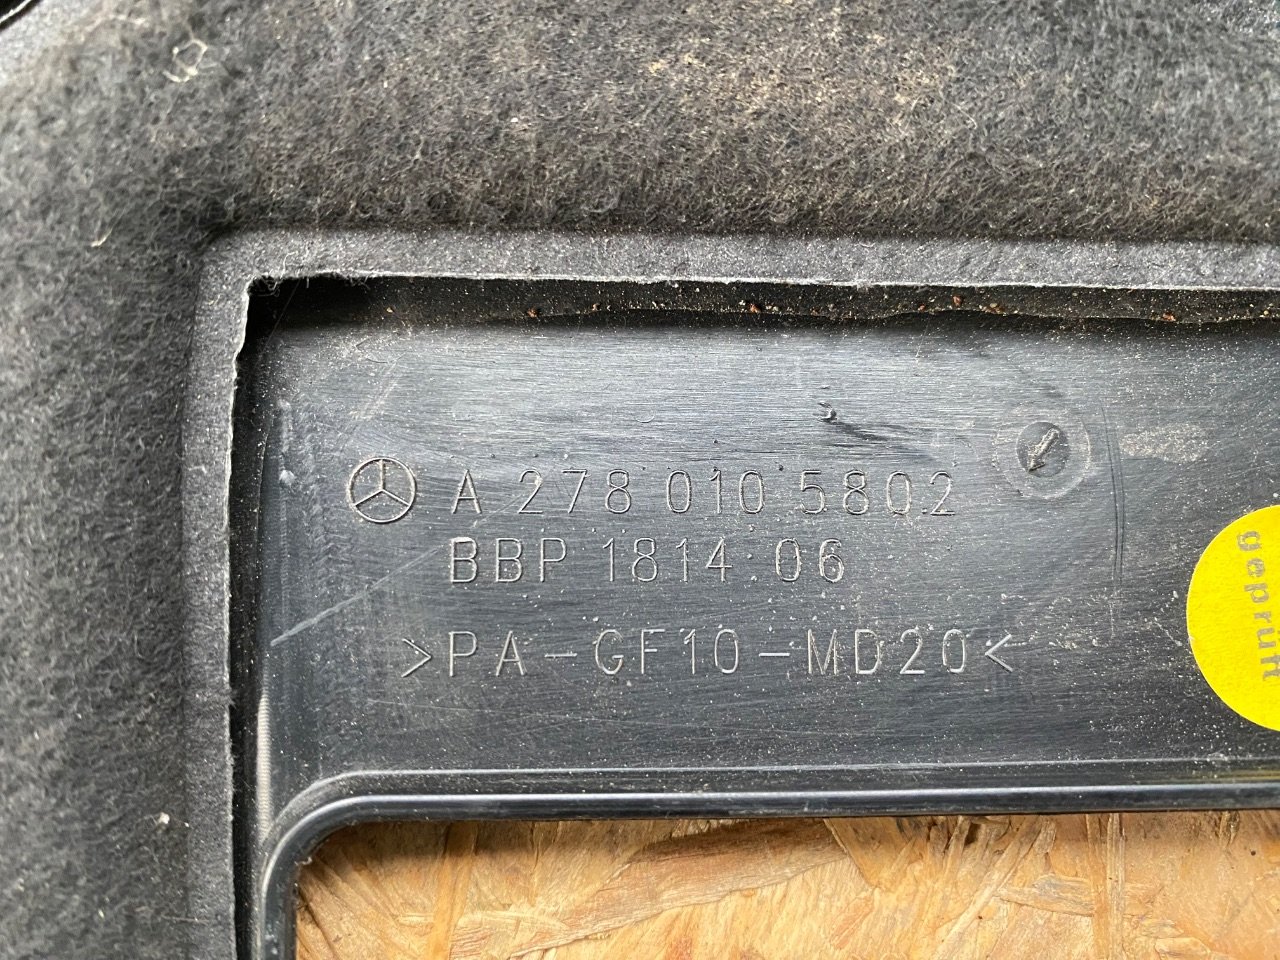 A 278 010 5802
BBP 1814 06
>PA-GF10-MD20<
geprüft